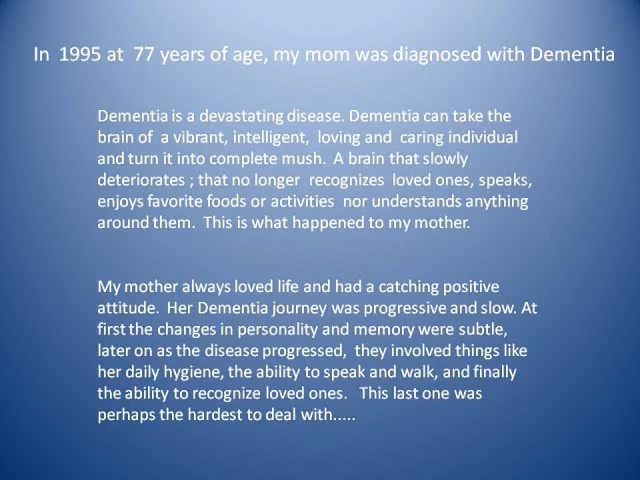 In 1995 at 77 years of age, my mom was diagnosed with Dementia
Dementia is a devastating disease. Dementia can take the
brain of a vibrant, intelligent, loving and caring individual
and turn it into complete mush. A brain that slowly
deteriorates ; that no longer recognizes loved ones, speaks,
enjoys favorite foods or activities nor understands anything
around them. This is what happened to my mother.
My mother always loved life and had a catching positive
attitude. Her Dementia journey was progressive and slow. At
first the changes in personality and memory were subtle,
later on as the disease progressed, they involved things like
her daily hygiene, the ability to speak and walk, and finally
the ability to recognize loved ones. This last one was
perhaps the hardest to deal with.....